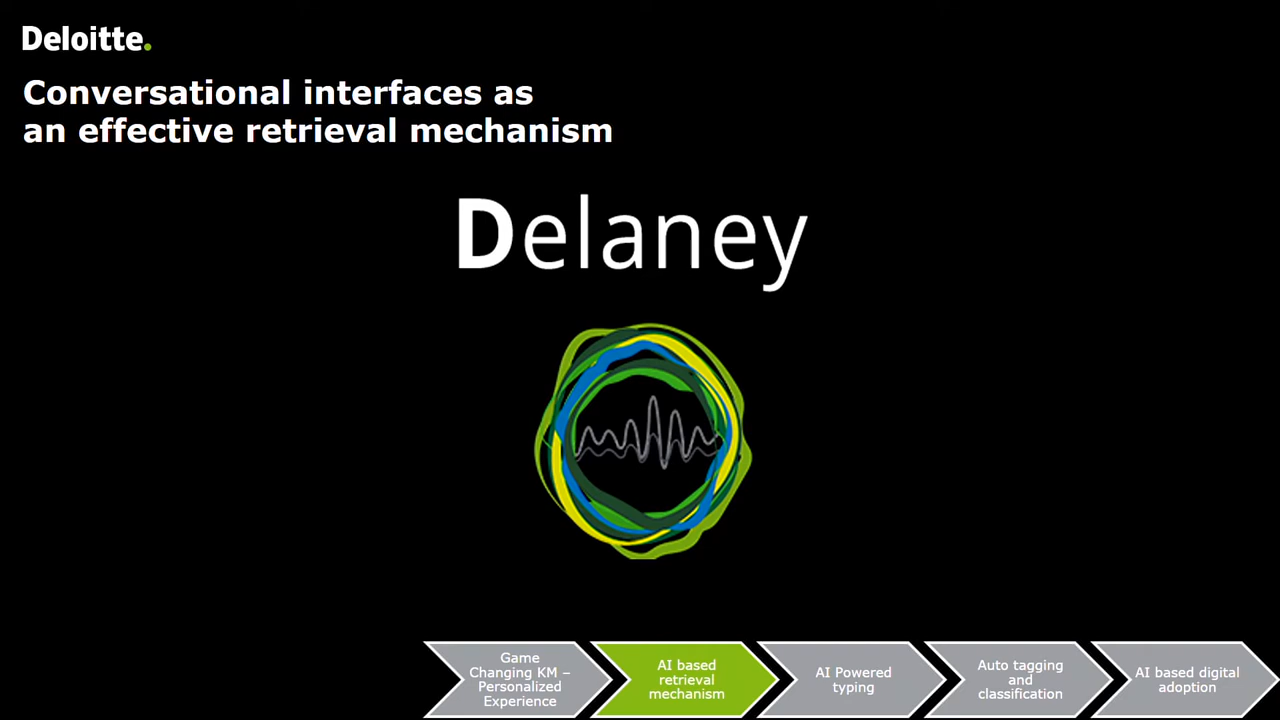 Deloitte.
Conversational interfaces as
an effective retrieval mechanism
Delaney
Game
Changing KM –
Personalized
Experience
AI based
retrieval
mechanism
AI Powered
typing
Auto tagging
and
classification
AI based digital
adoption